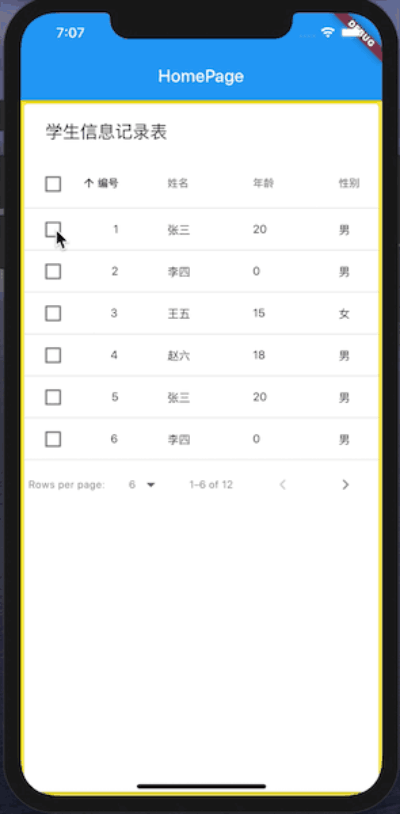 7:07
DEBUG
HomePage
学生信息记录表
↑ 编号 姓名 年龄 性别
1 张三 20 男
2 李四 0 男
3 王五 15 女
4 赵六 18 男
5 张三 20 男
6 李四 0 男
Rows per page: 6 1–6 of 12